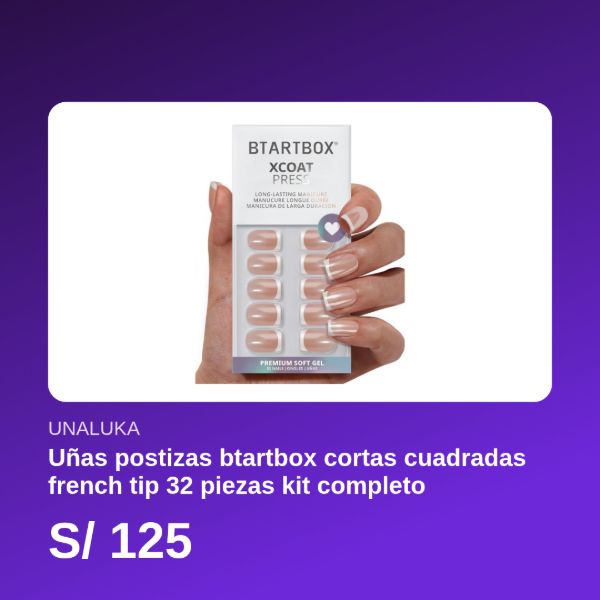 BTARTBOX®
XCOAT
PRESS
LONG-LASTING MANICURE
MANUCURE LONGUE DURÉE
MANICURA DE LARGA DURACIÓN
PREMIUM SOFT GEL
UNALUKA
Uñas postizas btartbox cortas cuadradas
french tip 32 piezas kit completo
S/ 125